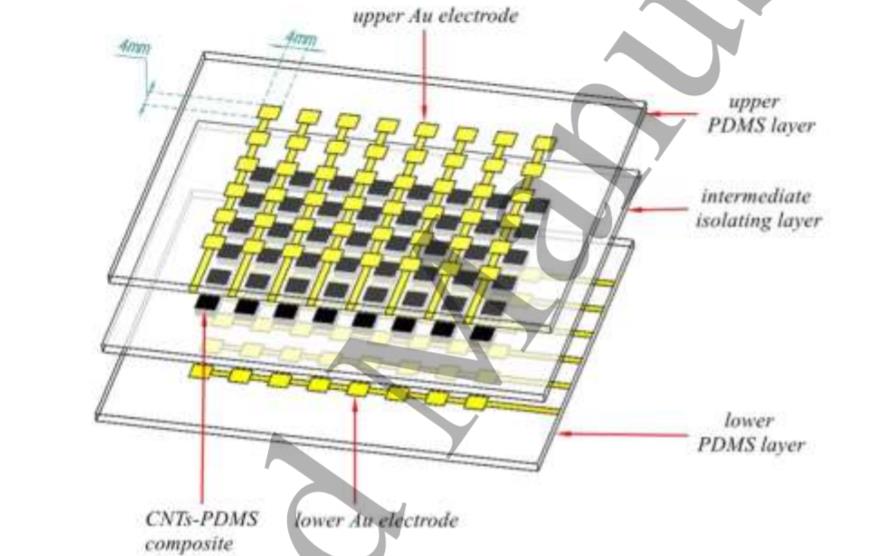 upper Au electrode
4mm
4mm
upper
PDMS layer
intermediate
isolating layer
lower
PDMS layer
CNTs-PDMS
composite
lower Au electrode
d Manu